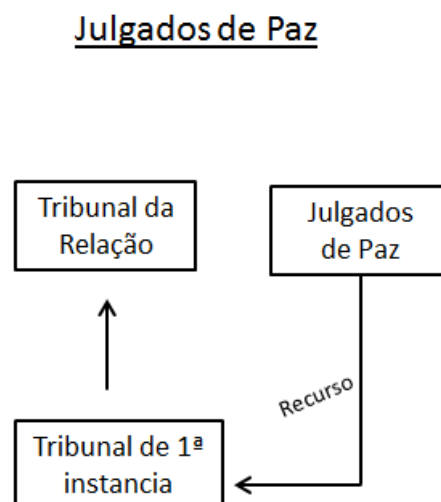 Julgados de Paz
Tribunal da
Relação
Julgados
de Paz
Recurso
Tribunal de 1ª
instancia